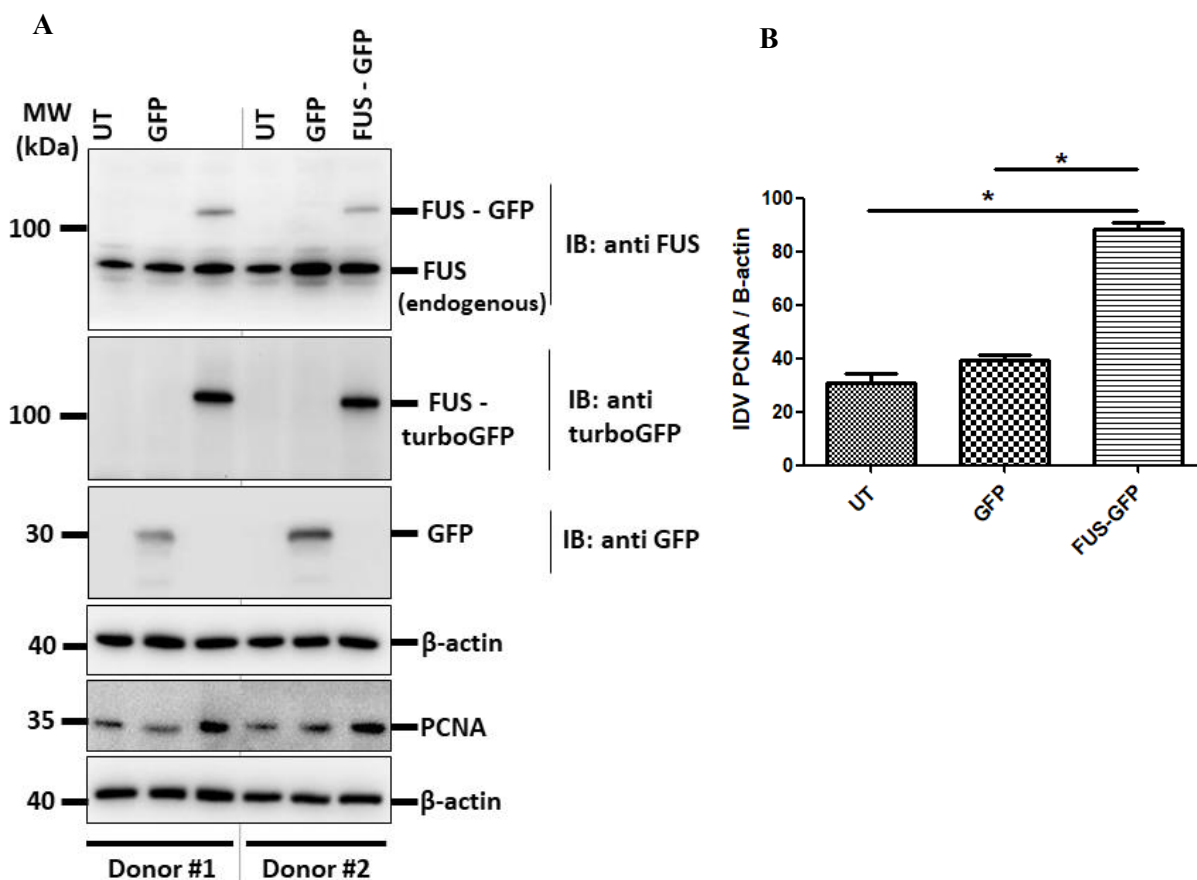 A
B
MW
(kDa)
UT
GFP
UT
GFP
FUS - GFP
100
FUS - GFP
FUS
(endogenous)
IB: anti FUS
100
FUS -
turboGFP
IB: anti
turboGFP
30
GFP
IB: anti GFP
40
β-actin
35
PCNA
40
β-actin
Donor #1
Donor #2
*
*
IDV PCNA / B-actin
100
80
60
40
20
0
UT
GFP
FUS-GFP